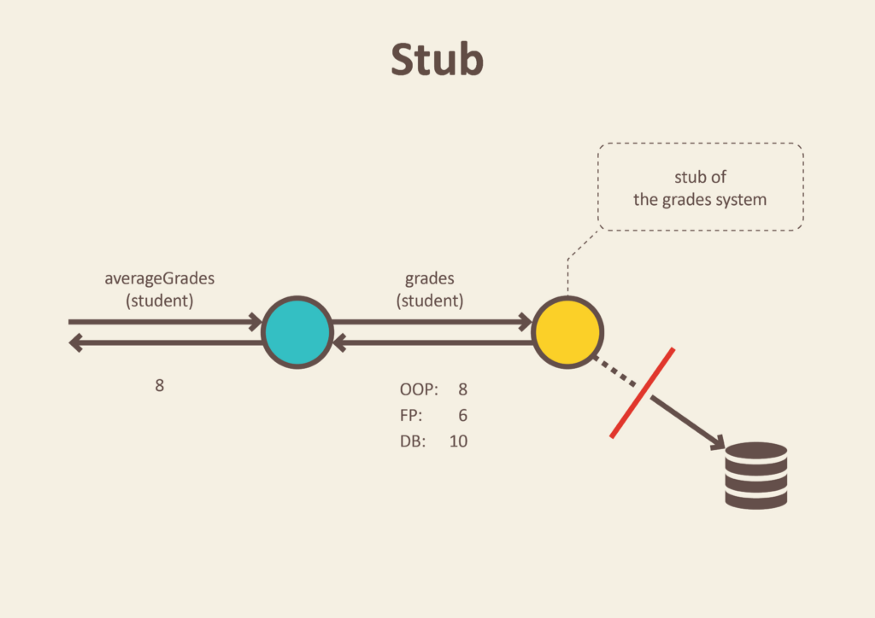 Stub
stub of
the grades system
averageGrades
(student)
grades
(student)
8
OOP: 8
FP: 6
DB: 10